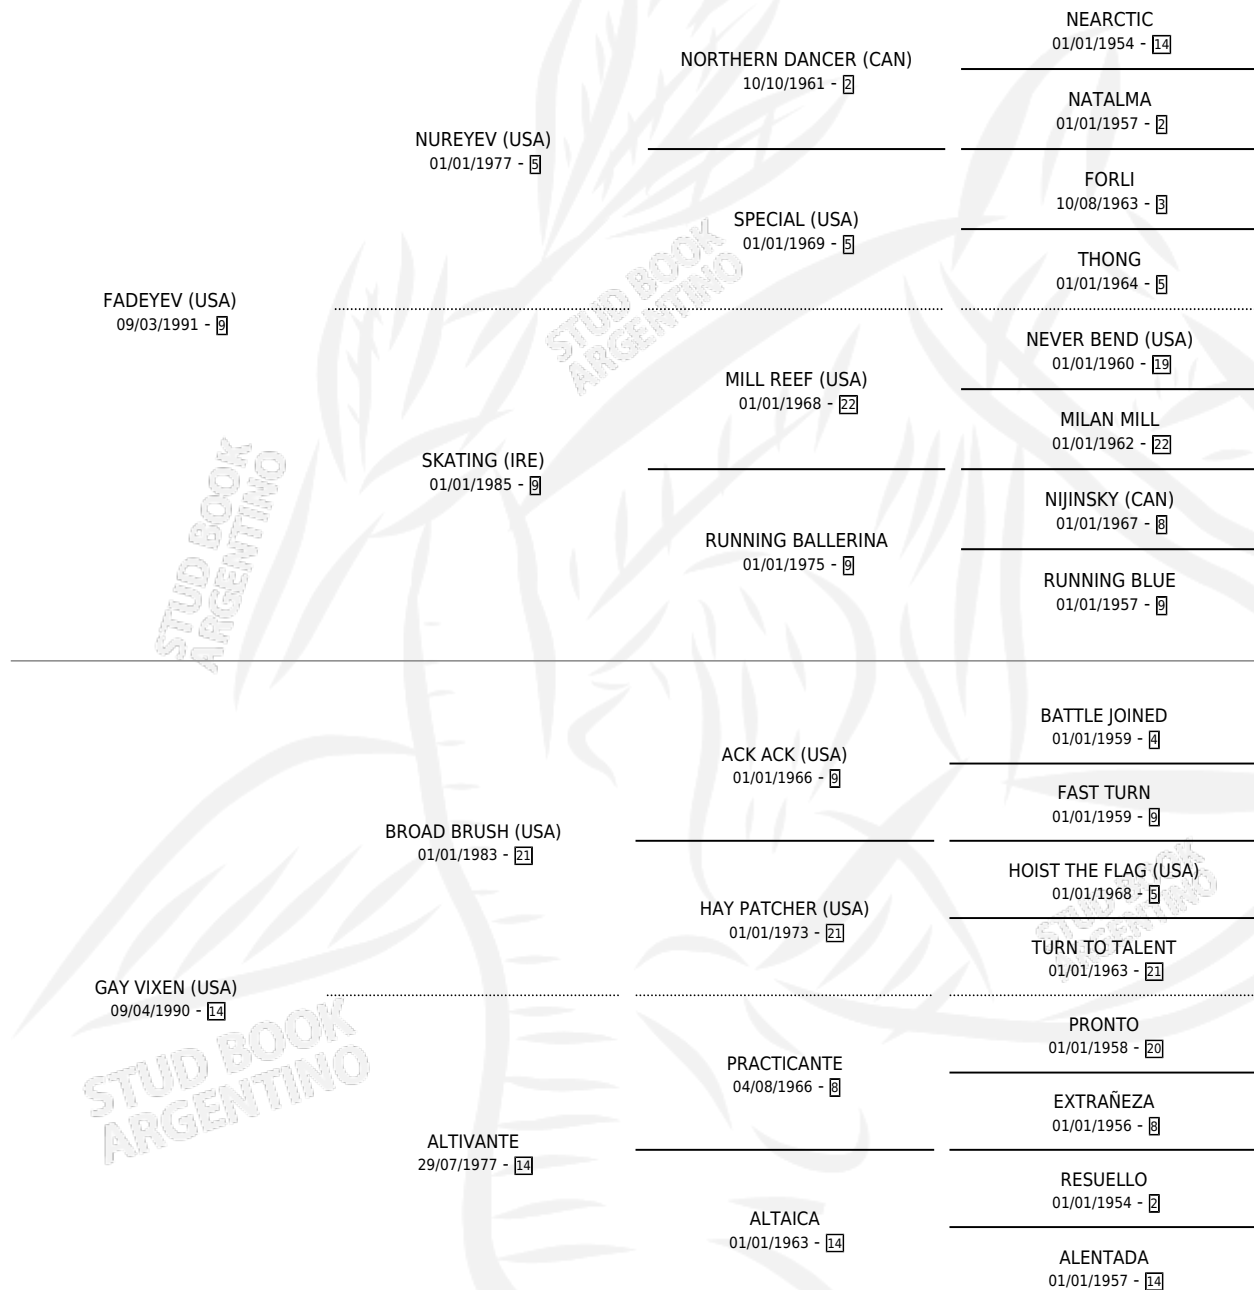 NEARCTIC
01/01/1954 - 14
NORTHERN DANCER (CAN)
10/10/1961 - 2
NATALMA
01/01/1957 - 2
NUREYEV (USA)
01/01/1977 - 5
FORLI
10/08/1963 - 3
SPECIAL (USA)
01/01/1969 - 5
THONG
01/01/1964 - 5
FADEYEV (USA)
09/03/1991 - 9
NEVER BEND (USA)
01/01/1960 - 19
MILL REEF (USA)
01/01/1968 - 22
MILAN MILL
01/01/1962 - 22
SKATING (IRE)
01/01/1985 - 9
NIJINSKY (CAN)
01/01/1967 - 8
RUNNING BALLERINA
01/01/1975 - 9
RUNNING BLUE
01/01/1957 - 9
BATTLE JOINED
01/01/1959 - 4
ACK ACK (USA)
01/01/1966 - 9
FAST TURN
01/01/1959 - 9
BROAD BRUSH (USA)
01/01/1983 - 21
HOIST THE FLAG (USA)
01/01/1968 - 5
HAY PATCHER (USA)
01/01/1973 - 21
TURN TO TALENT
01/01/1963 - 21
GAY VIXEN (USA)
09/04/1990 - 14
PRONTO
01/01/1958 - 20
PRACTICANTE
04/08/1966 - 8
EXTRAÑEZA
01/01/1956 - 8
ALTIVANTE
29/07/1977 - 14
RESUELLO
01/01/1954 - 2
ALTAICA
01/01/1963 - 14
ALENTADA
01/01/1957 - 14
STUD BOOK
ARGENTINO
STUD BOOK
ARGENTINO
STUD BOOK
ARGENTINO
STUD BOOK
ARGENTINO